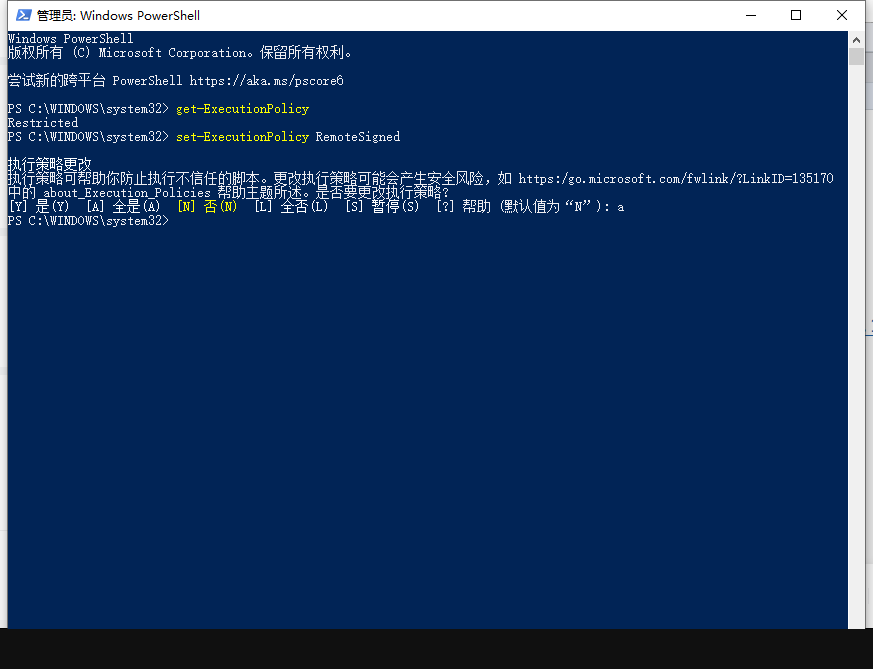 管理员: Windows PowerShell
Windows PowerShell
版权所有 (C) Microsoft Corporation。保留所有权利。
尝试新的跨平台 PowerShell https://aka.ms/pscore6
PS C:\WINDOWS\system32> get-ExecutionPolicy
Restricted
PS C:\WINDOWS\system32> set-ExecutionPolicy RemoteSigned
执行策略更改
执行策略可帮助你防止执行不信任的脚本。更改执行策略可能会产生安全风险，如 https:/go.microsoft.com/fwlink/?LinkID=135170
中的 about_Execution_Policies 帮助主题所述。是否要更改执行策略?
[Y] 是(Y)  [A] 全是(A)  [N] 否(N)  [L] 全否(L)  [S] 暂停(S)  [?] 帮助 (默认值为“N”): a
PS C:\WINDOWS\system32>